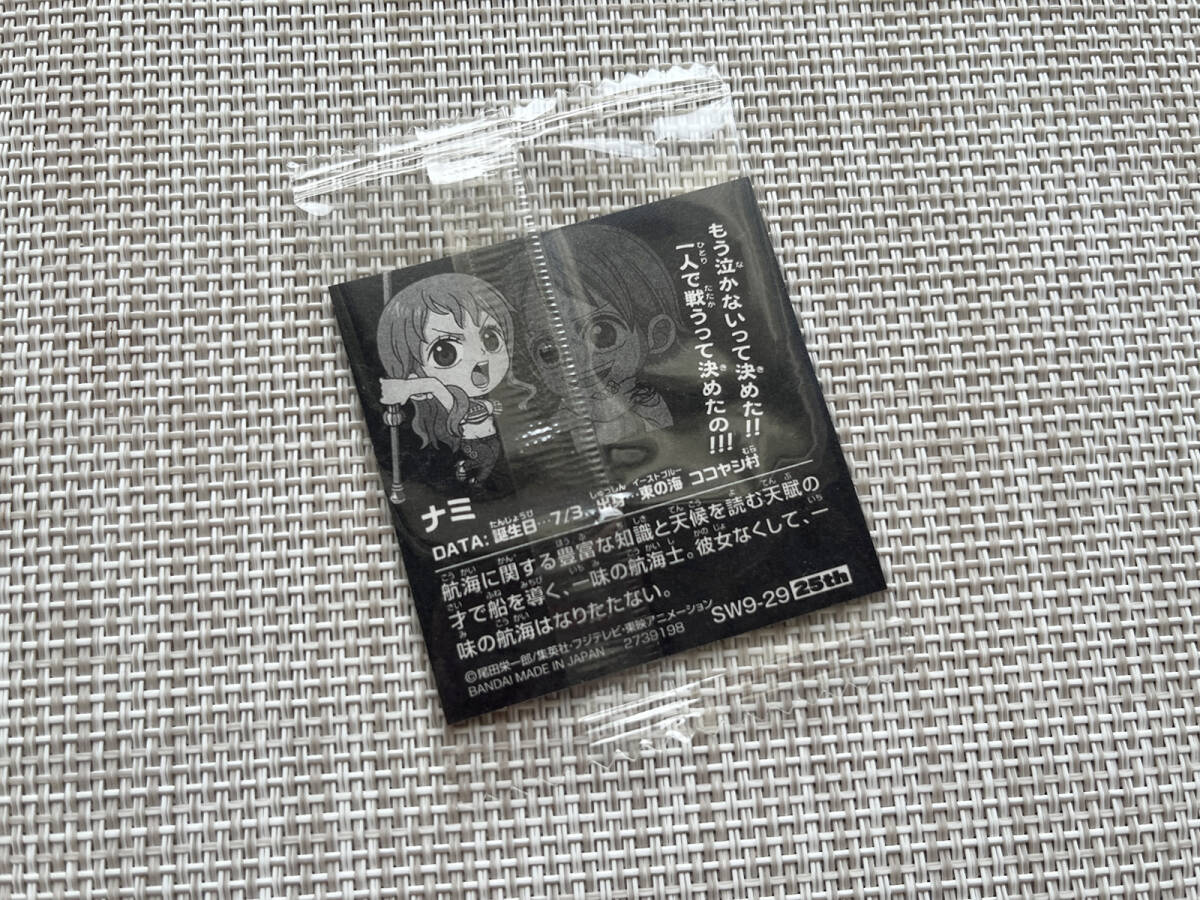 もう泣かないって決めた!!
一人で戦うって決めたの!!!
ナミ
DATA: 誕生日…7/3、出身…東の海 ココヤシ村
航海に関する豊富な知識と天候を読む天賦の
才で船を導く、一味の航海士。彼女なくして、一
味の航海はなりたたない。
SW9-29 25th
©尾田栄一郎/集英社・フジテレビ・東映アニメーション
BANDAI MADE IN JAPAN 2739198